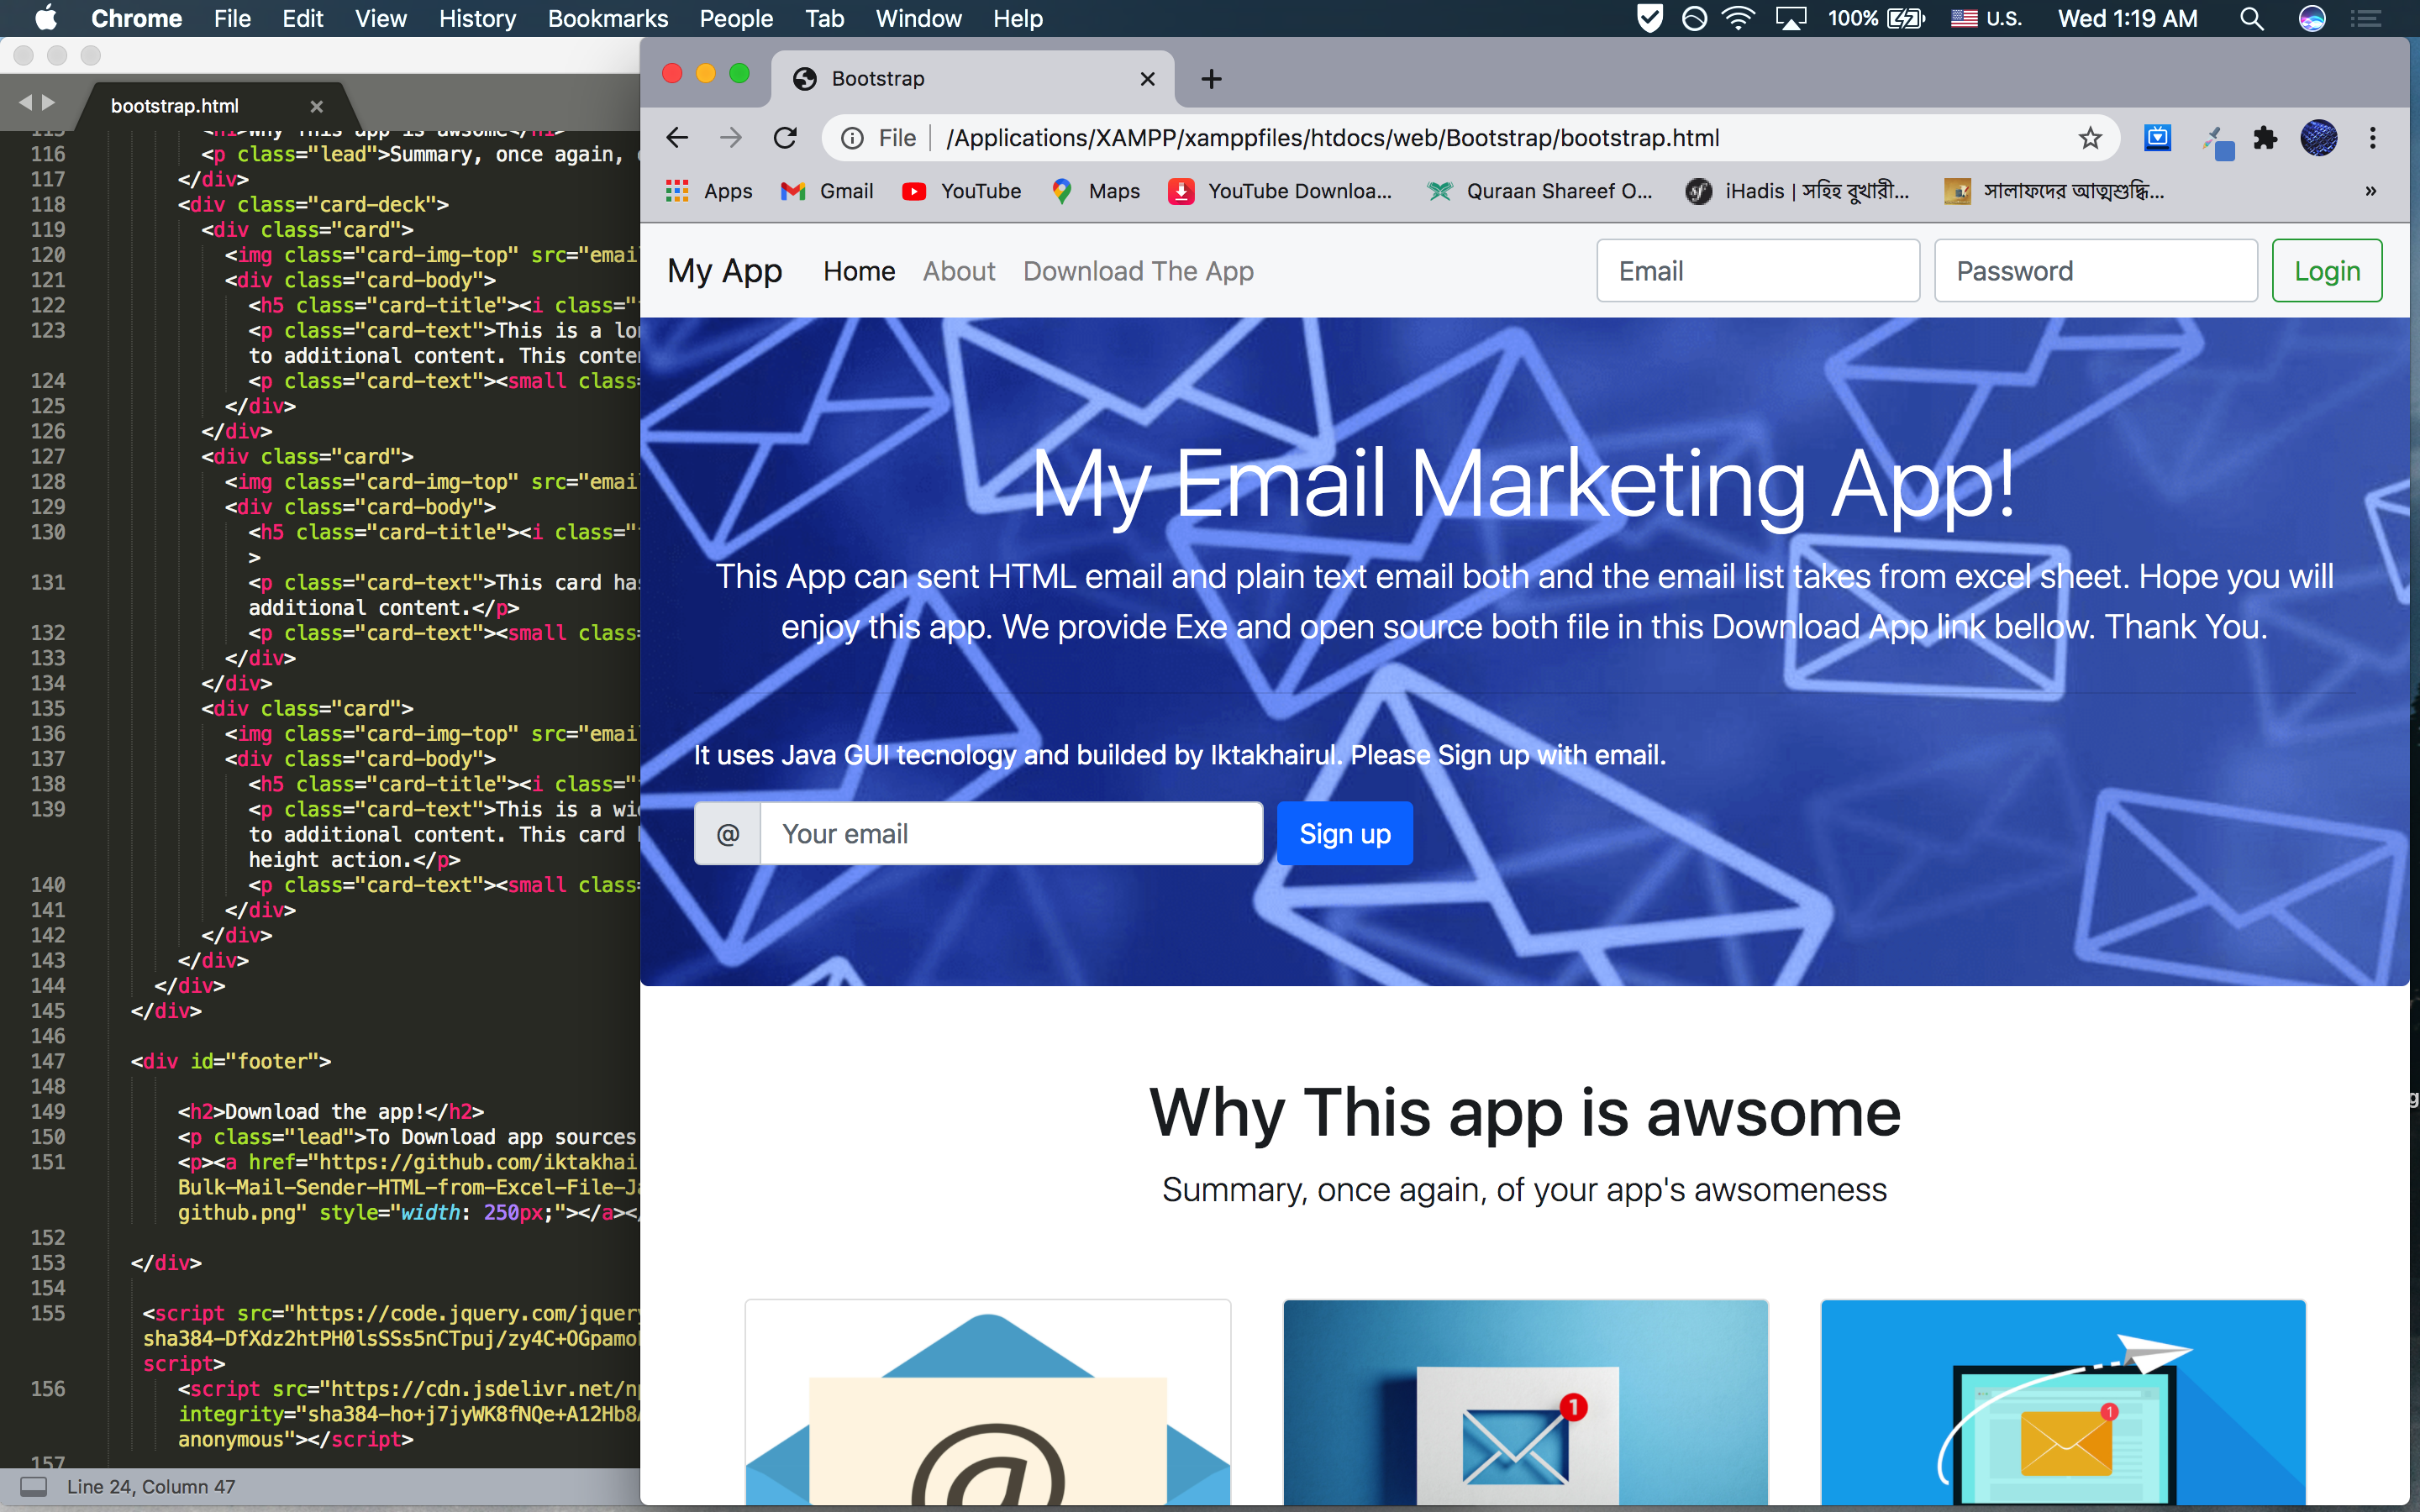 Chrome File Edit View History Bookmarks People Tab Window Help 100% U.S. Wed 1:19 AM
bootstrap.html
116 <p class="lead">Summary, once again,
117 </div>
118 <div class="card-deck">
119 <div class="card">
120 <img class="card-img-top" src="emai
121 <div class="card-body">
122 <h5 class="card-title"><i class="
123 <p class="card-text">This is a lo
to additional content. This conte
124 <p class="card-text"><small class=
125 </div>
126 </div>
127 <div class="card">
128 <img class="card-img-top" src="emai
129 <div class="card-body">
130 <h5 class="card-title"><i class="
>
131 <p class="card-text">This card has
additional content.</p>
132 <p class="card-text"><small class=
133 </div>
134 </div>
135 <div class="card">
136 <img class="card-img-top" src="emai
137 <div class="card-body">
138 <h5 class="card-title"><i class="
139 <p class="card-text">This is a wi
to additional content. This card
height action.</p>
140 <p class="card-text"><small class=
141 </div>
142 </div>
143 </div>
144 </div>
145 </div>
146
147 <div id="footer">
148
149 <h2>Download the app!</h2>
150 <p class="lead">To Download app sources
151 <p><a href="https://github.com/iktakhai
Bulk-Mail-Sender-HTML-from-Excel-File-Ja
github.png" style="width: 250px;"></a></
152
153 </div>
154
155 <script src="https://code.jquery.com/jquery
sha384-DfXdz2htPH0lsSSs5nCTpuj/zy4C+OGpamo
script>
156 <script src="https://cdn.jsdelivr.net/np
integrity="sha384-ho+j7jyWK8fNQe+A12Hb8A
anonymous"></script>
157
Line 24, Column 47
Bootstrap
File /Applications/XAMPP/xamppfiles/htdocs/web/Bootstrap/bootstrap.html
Apps Gmail YouTube Maps YouTube Downloa... Quraan Shareef O... iHadis | সহিহ বুখারী... সালাফদের আত্মশুদ্ধি... »
My App Home About Download The App Email Password Login
My Email Marketing App!
This App can sent HTML email and plain text email both and the email list takes from excel sheet. Hope you will
enjoy this app. We provide Exe and open source both file in this Download App link bellow. Thank You.
It uses Java GUI tecnology and builded by Iktakhairul. Please Sign up with email.
@ Your email Sign up
Why This app is awsome
Summary, once again, of your app's awsomeness
@
1
1